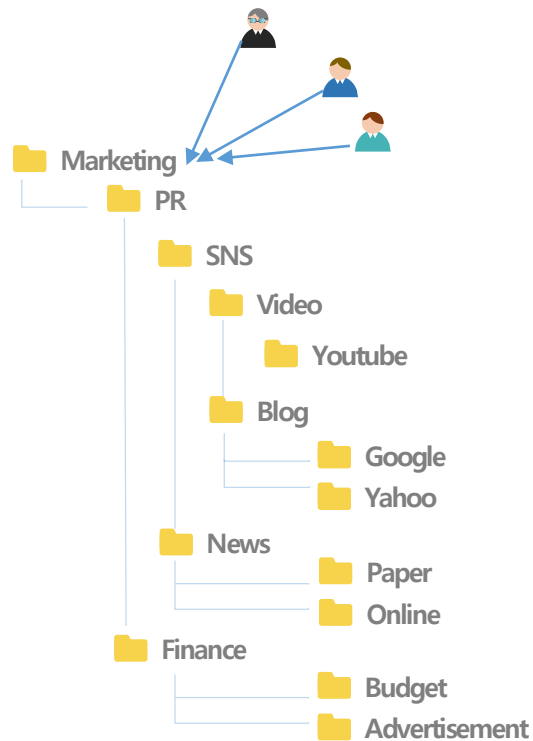 Marketing
PR
SNS
Video
Youtube
Blog
Google
Yahoo
News
Paper
Online
Finance
Budget
Advertisement